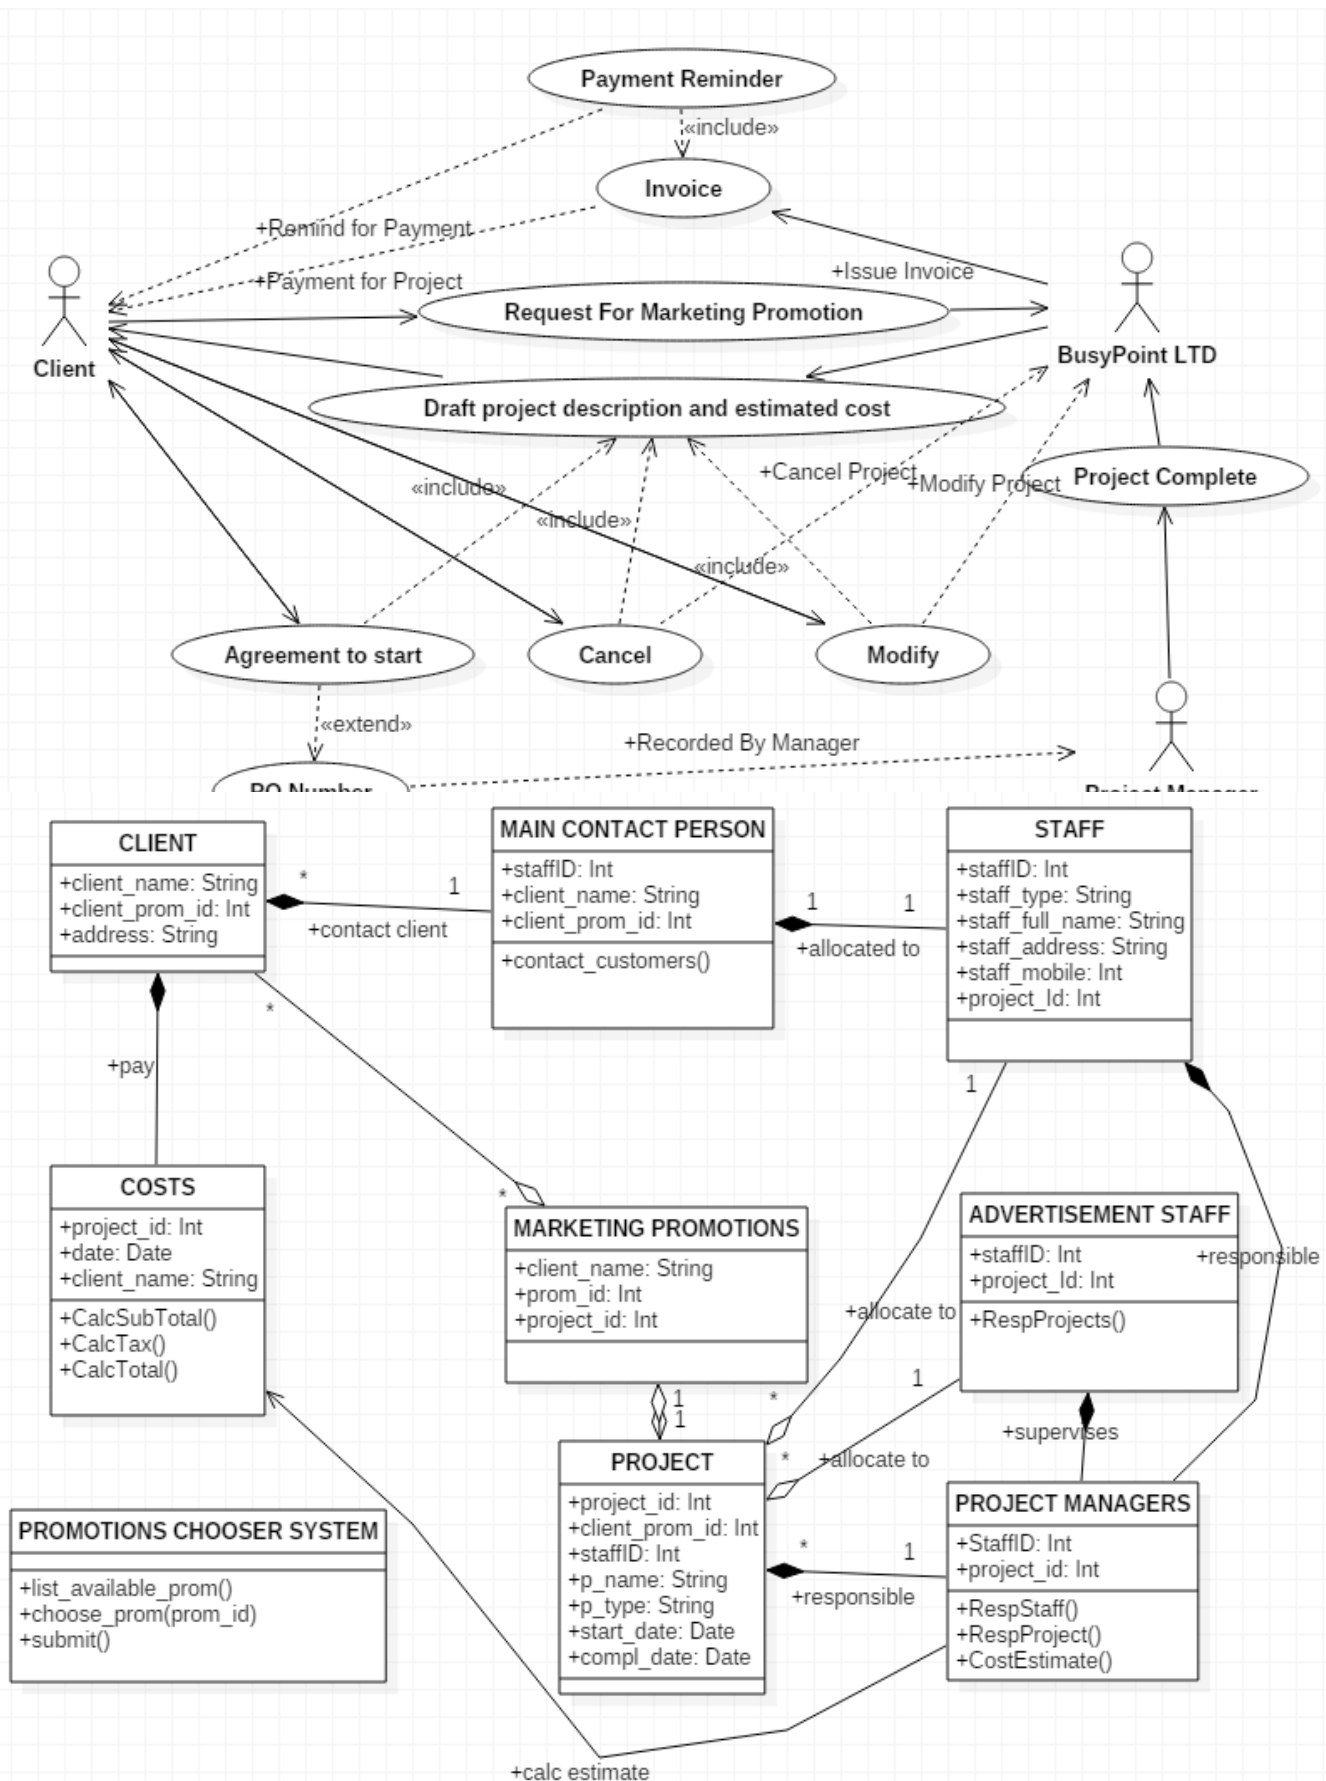 Payment Reminder
«include»
Invoice
+Remind for Payment
+Payment for Project
+Issue Invoice
Request For Marketing Promotion
Client
BusyPoint LTD
Draft project description and estimated cost
+Cancel Project
+Modify Project
Project Complete
«include»
«include»
«include»
Agreement to start
Cancel
Modify
«extend»
+Recorded By Manager
PO Number
Project Manager
CLIENT
+client_name: String
+client_prom_id: Int
+address: String
*
1
+contact client
MAIN CONTACT PERSON
+staffID: Int
+client_name: String
+client_prom_id: Int
+contact_customers()
1
1
+allocated to
STAFF
+staffID: Int
+staff_type: String
+staff_full_name: String
+staff_address: String
+staff_mobile: Int
+project_Id: Int
*
+pay
1
COSTS
+project_id: Int
+date: Date
+client_name: String
+CalcSubTotal()
+CalcTax()
+CalcTotal()
*
MARKETING PROMOTIONS
+client_name: String
+prom_id: Int
+project_id: Int
ADVERTISEMENT STAFF
+staffID: Int
+project_Id: Int
+RespProjects()
+responsible
+allocate to
1
1
*
1
+supervises
*
+allocate to
PROJECT
+project_id: Int
+client_prom_id: Int
+staffID: Int
+p_name: String
+p_type: String
+start_date: Date
+compl_date: Date
*
1
+responsible
PROJECT MANAGERS
+StaffID: Int
+project_id: Int
+RespStaff()
+RespProject()
+CostEstimate()
PROMOTIONS CHOOSER SYSTEM
+list_available_prom()
+choose_prom(prom_id)
+submit()
+calc estimate